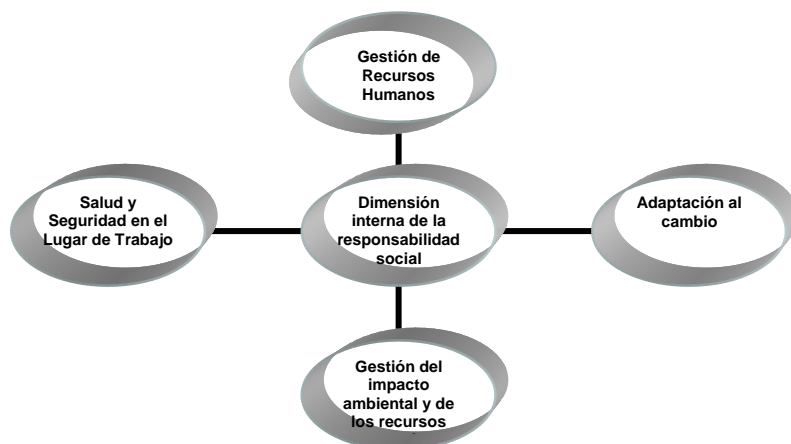 Gestión de
Recursos
Humanos
Salud y
Seguridad en el
Lugar de Trabajo
Dimensión
interna de la
responsabilidad
social
Adaptación al
cambio
Gestión del
impacto
ambiental y de
los recursos